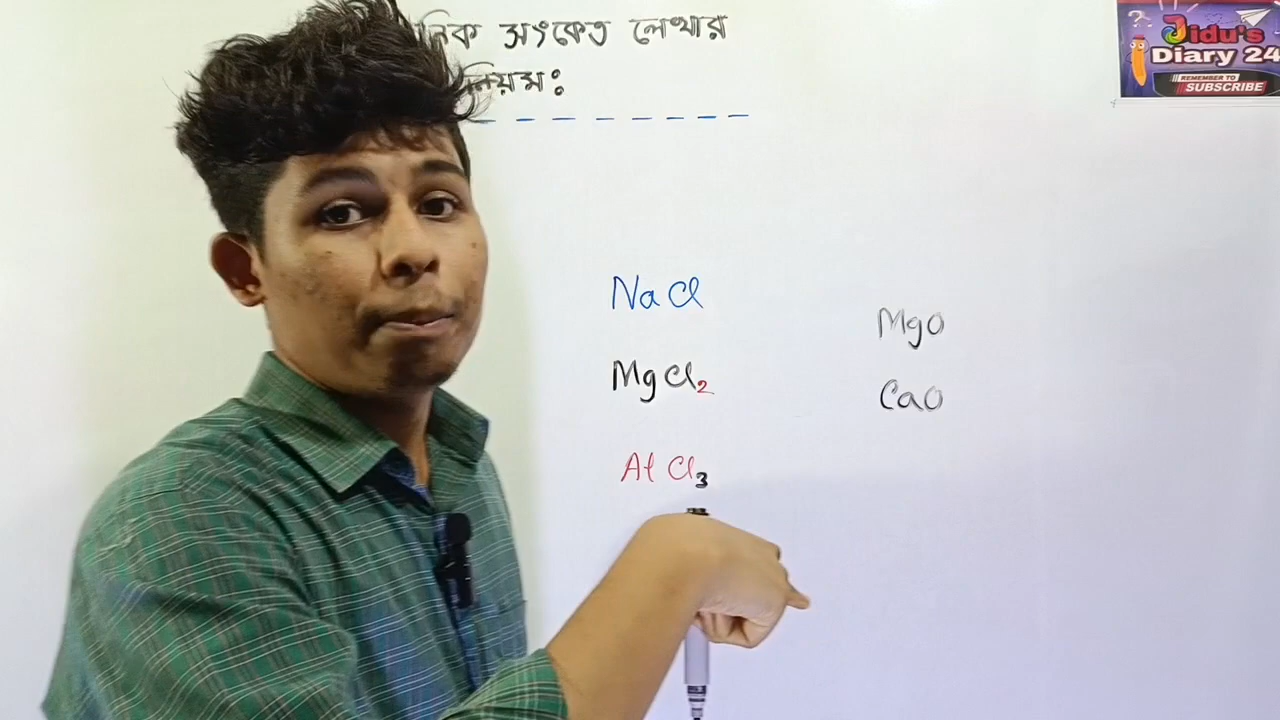 সংকেত লেখার
নিয়ম:
NaCl
MgCl₂
AlCl₃
MgO
CaO
Jidu's
Diary 24
REMEMBER TO
SUBSCRIBE